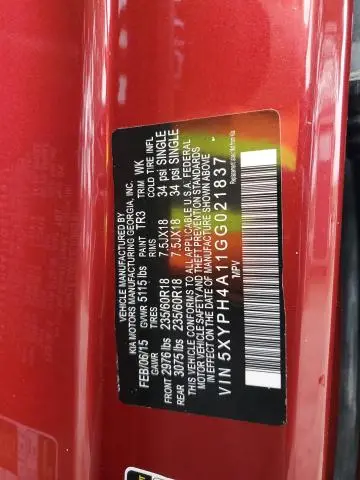 VEHICLE MANUFACTURED BY
KIA MOTORS MANUFACTURING GEORGIA, INC.
FEB/06/15 GVWR 5115 lbs PAINT TR3 TRIM WK
GAWR TIRES RIMS COLD TIRE INFL
FRONT 2976 lbs 235/60R18 7.5JX18 34 psi SINGLE
REAR 3075 lbs 235/60R18 7.5JX18 34 psi SINGLE
THIS VEHICLE CONFORMS TO ALL APPLICABLE U.S.A. FEDERAL
MOTOR VEHICLE SAFETY AND THEFT PREVENTION STANDARDS
IN EFFECT ON THE DATE OF MANUFACTURE SHOWN ABOVE
VIN 5XYPH4A11GG021837
MPV